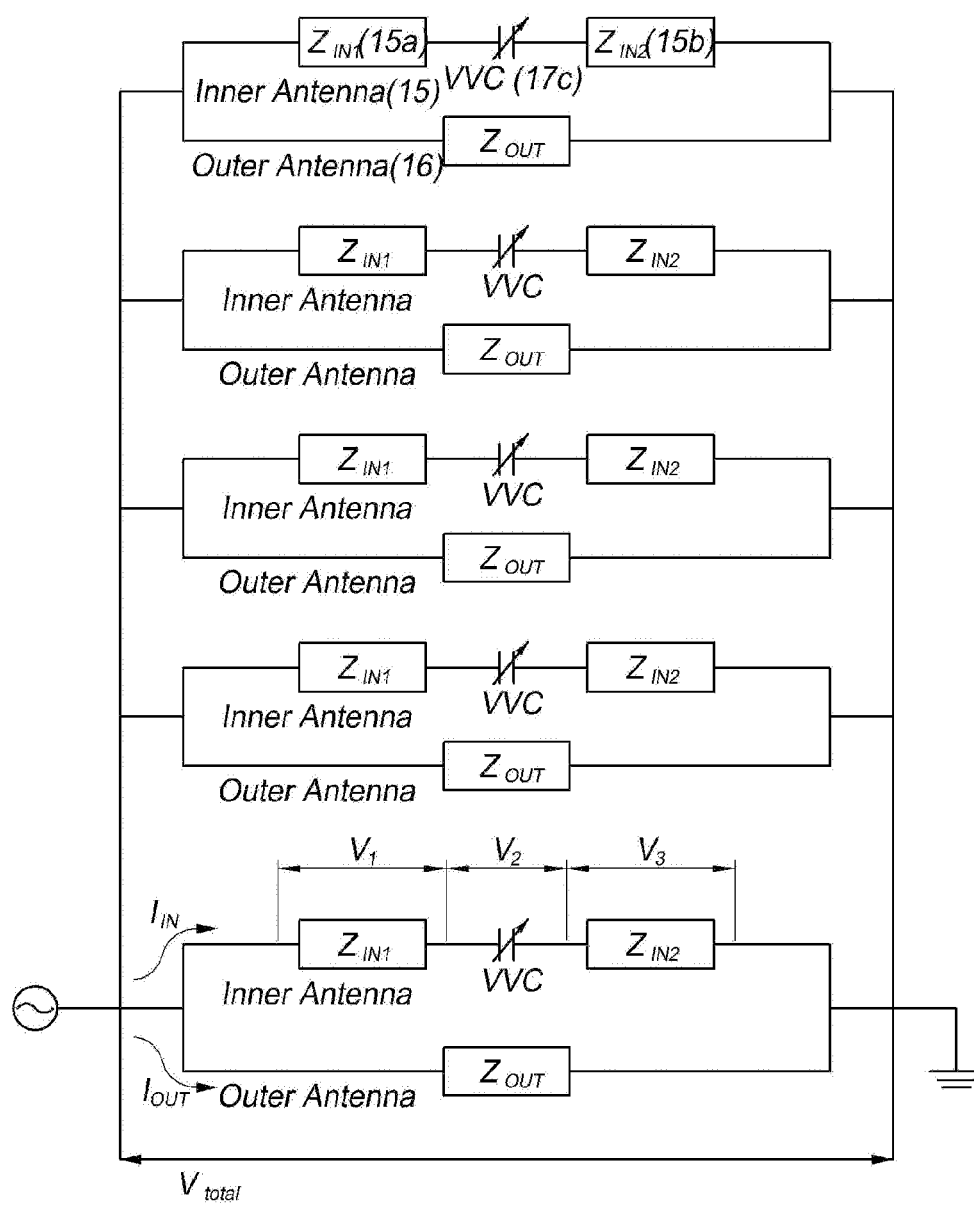 Z IN1(15a) Z IN2(15b)
VVC (17c)
Inner Antenna(15)
Z OUT
Outer Antenna(16)
Z IN1 Z IN2
VVC
Inner Antenna
Z OUT
Outer Antenna
Z IN1 Z IN2
VVC
Inner Antenna
Z OUT
Outer Antenna
Z IN1 Z IN2
VVC
Inner Antenna
Z OUT
Outer Antenna
V1 V2 V3
I IN
Z IN1 Z IN2
VVC
Inner Antenna
Z OUT
I OUT Outer Antenna
V total